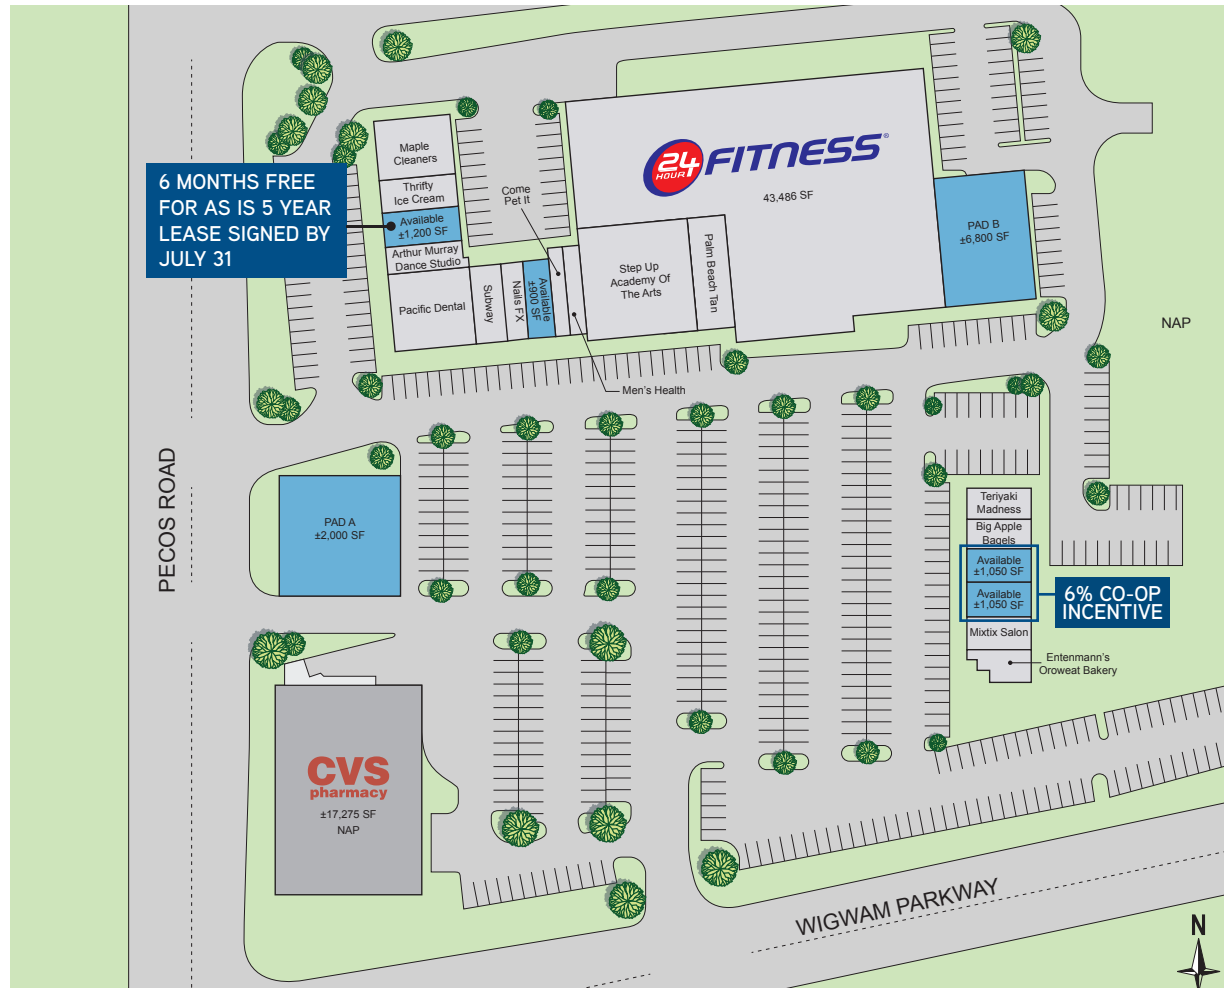 Maple
Cleaners
Thrifty
Ice Cream
Available
±1,200 SF
Arthur Murray
Dance Studio
Pacific Dental
6 MONTHS FREE
FOR AS IS 5 YEAR
LEASE SIGNED BY
JULY 31
Subway
Nails FX
Available
±900 SF
Come
Pet It
Men's Health
24
HOUR
FITNESS®
43,486 SF
Step Up
Academy Of
The Arts
Palm Beach Tan
PAD B
±6,800 SF
NAP
PECOS ROAD
PAD A
±2,000 SF
Teriyaki
Madness
Big Apple
Bagels
Available
±1,050 SF
Available
±1,050 SF
6% CO-OP
INCENTIVE
Mixtix Salon
Entenmann's
Oroweat Bakery
CVS
pharmacy
±17,275 SF
NAP
WIGWAM PARKWAY
N